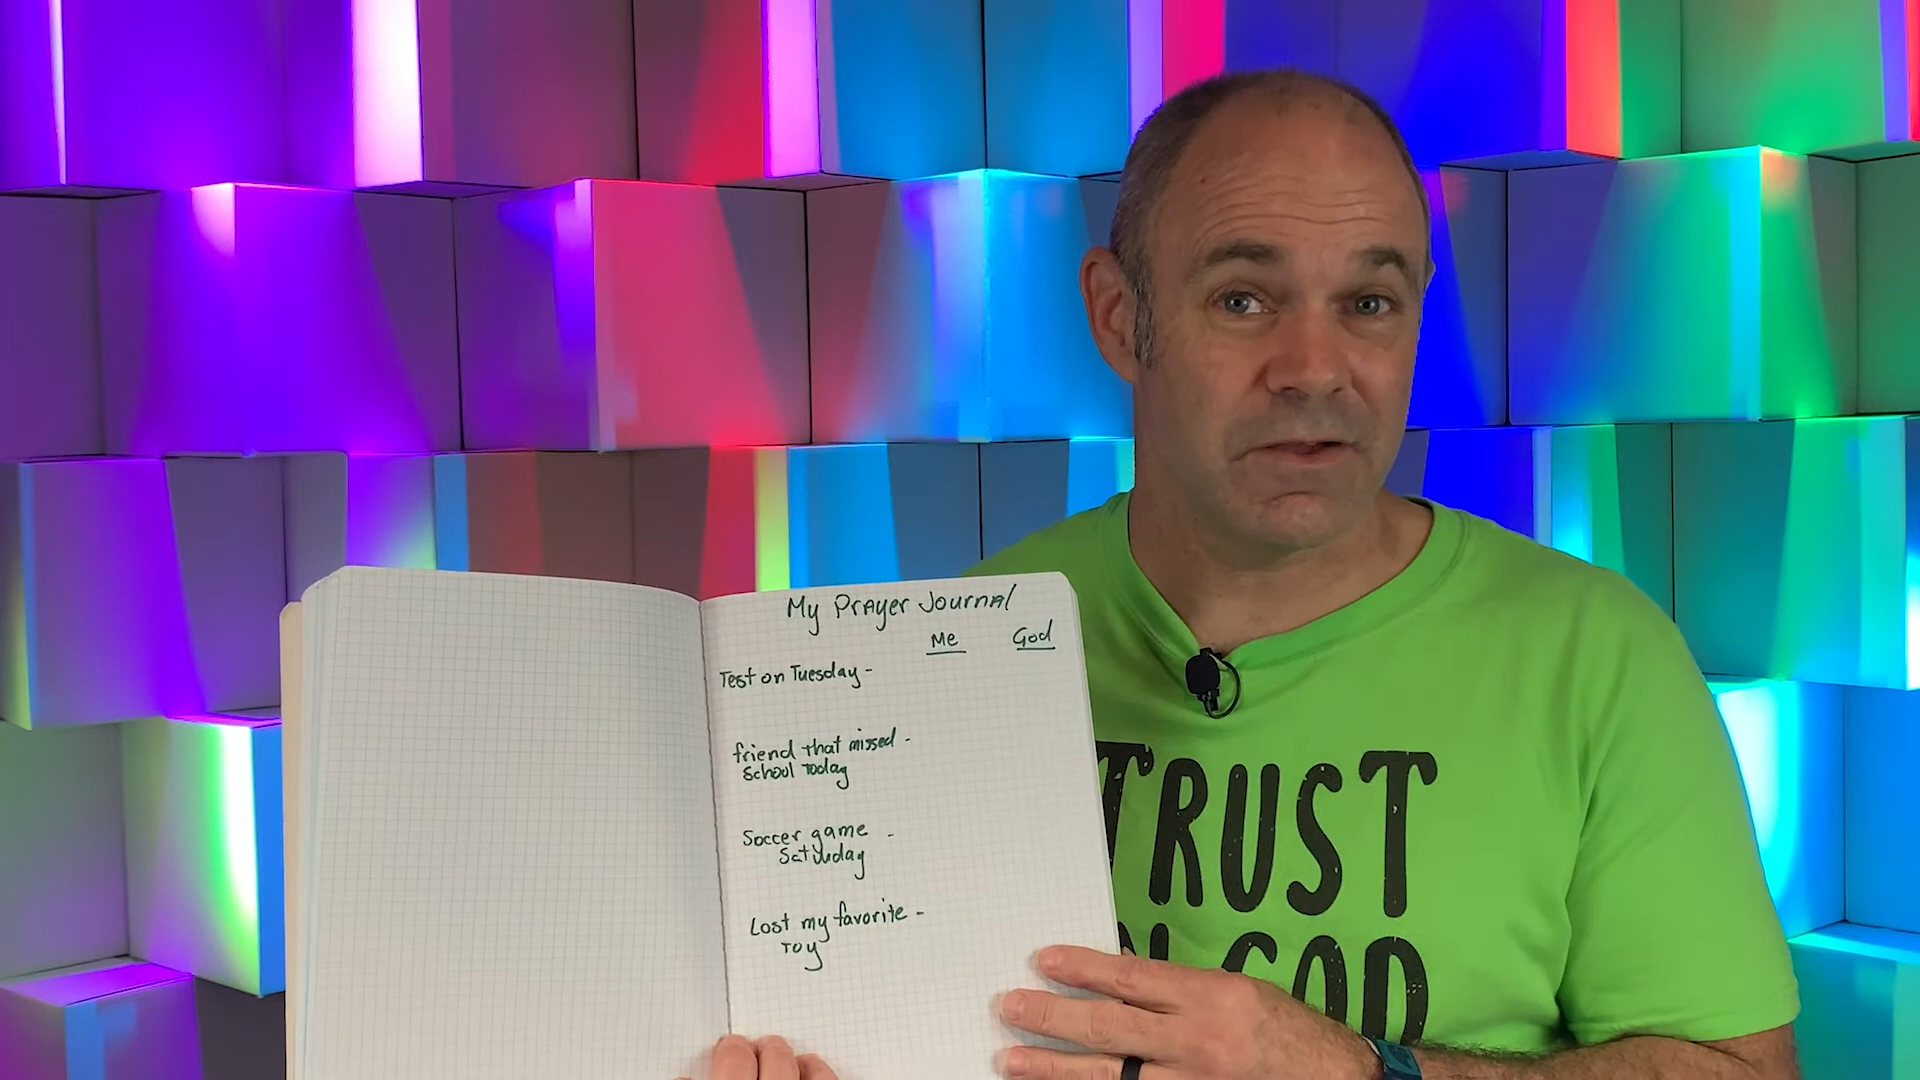 My Prayer Journal
Me God
Test on Tuesday -
friend that missed -
School Today
Soccer game -
Saturday
Lost my favorite -
Toy
TRUST
GOD